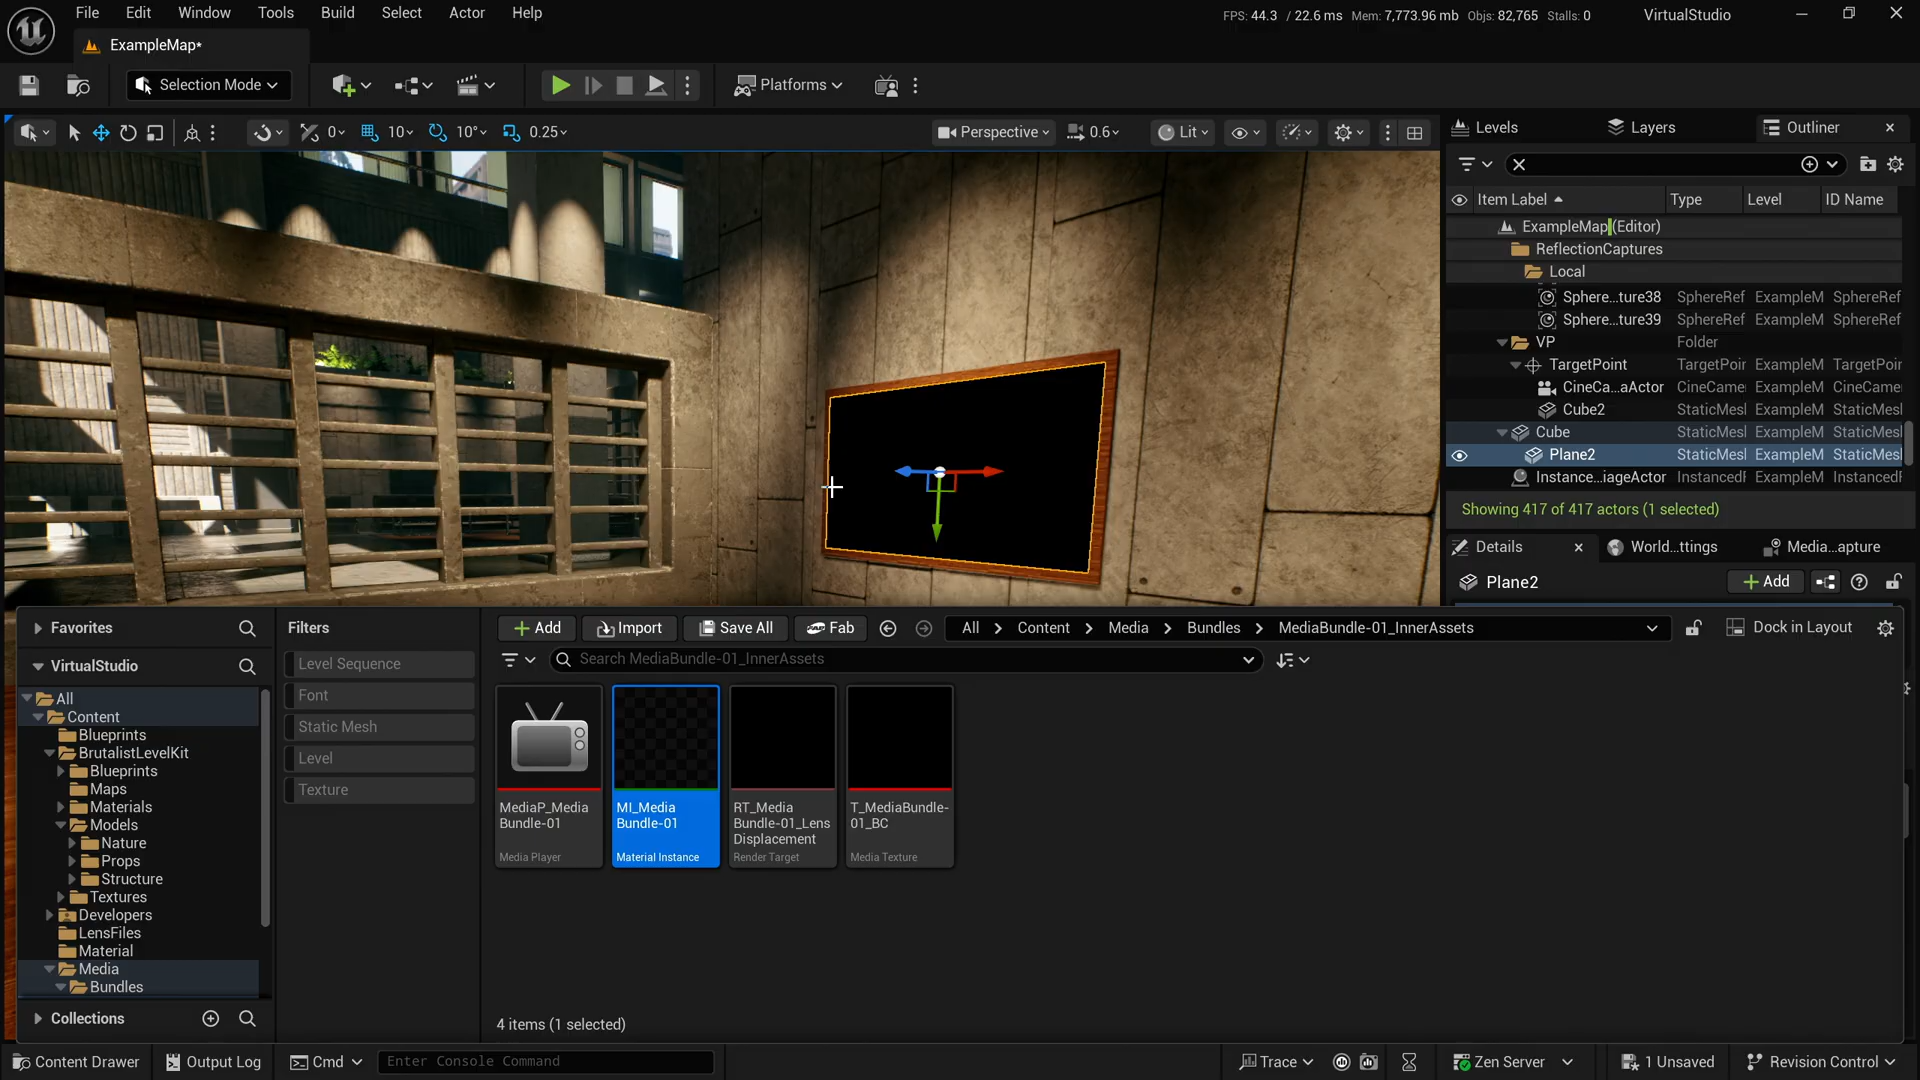 File Edit Window Tools Build Select Actor Help
FPS: 44.3 / 22.6 ms Mem: 7,773.96 mb Objs: 82,765 Stalls: 0
VirtualStudio
ExampleMap*
Selection Mode
Platforms
0 10 10° 0.25
Perspective 0.6 Lit
Levels Layers Outliner
Item Label Type Level ID Name
ExampleMap (Editor)
ReflectionCaptures
Local
Sphere...ture38 SphereRef ExampleM SphereRef
Sphere...ture39 SphereRef ExampleM SphereRef
VP Folder
TargetPoint TargetPoin ExampleM TargetPoin
CineCa...aActor CineCamer ExampleM CineCame
Cube2 StaticMesl ExampleM StaticMesl
Cube StaticMesl ExampleM StaticMesl
Plane2 StaticMesl ExampleM StaticMesl
Instance...iageActor InstancedF ExampleM InstancedF
Showing 417 of 417 actors (1 selected)
Details World...ttings Media...apture
Plane2 Add
Favorites
VirtualStudio
All
Content
Blueprints
BrutalistLevelKit
Blueprints
Maps
Materials
Models
Nature
Props
Structure
Textures
Developers
LensFiles
Material
Media
Bundles
Collections
Filters
Level Sequence
Font
Static Mesh
Level
Texture
Add Import Save All Fab All Content Media Bundles MediaBundle-01_InnerAssets Dock in Layout
Search MediaBundle-01_InnerAssets
MediaP_Media
Bundle-01
Media Player
MI_Media
Bundle-01
Material Instance
RT_Media
Bundle-01_Lens
Displacement
Render Target
T_MediaBundle-
01_BC
Media Texture
4 items (1 selected)
Content Drawer Output Log Cmd Enter Console Command Trace Zen Server 1 Unsaved Revision Control